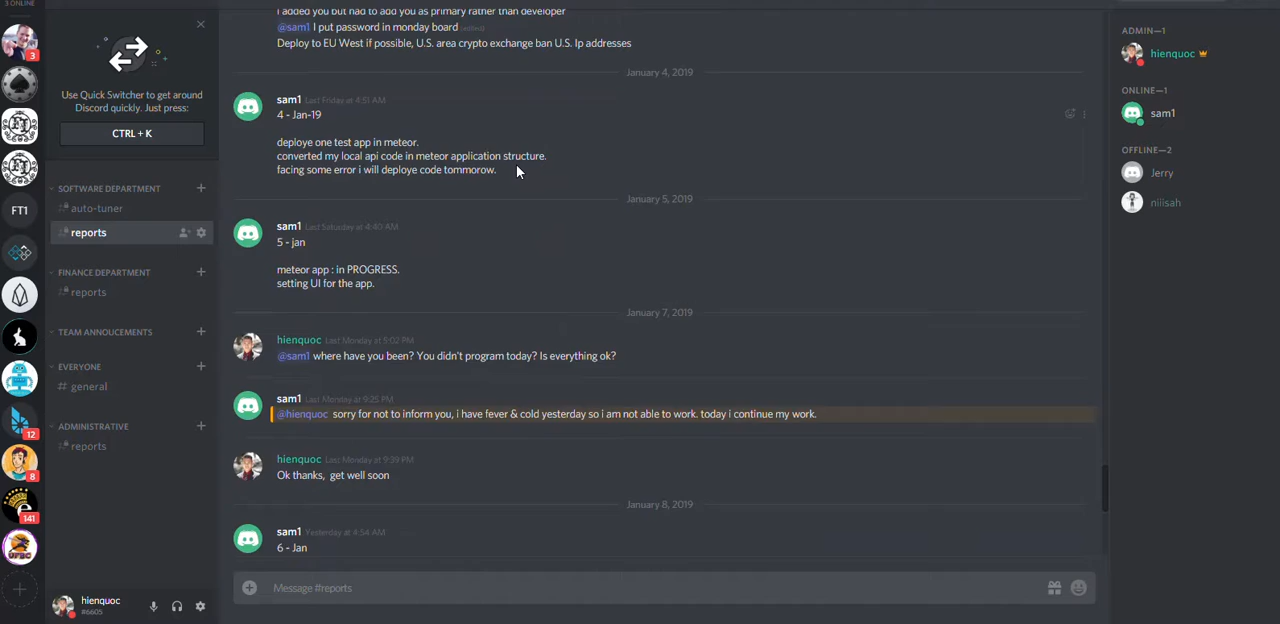 3 ONLINE
3
FT1
12
8
141
Use Quick Switcher to get around
Discord quickly. Just press:
CTRL + K
SOFTWARE DEPARTMENT
auto-tuner
reports
FINANCE DEPARTMENT
reports
TEAM ANNOUCEMENTS
EVERYONE
# general
ADMINISTRATIVE
reports
hienquoc
#6605
I added you but had to add you as primary rather than developer
@sam1 I put password in monday board (edited)
Deploy to EU West if possible, U.S. area crypto exchange ban U.S. Ip addresses
January 4, 2019
sam1 Last Friday at 4:51 AM
4 - Jan-19
deploye one test app in meteor.
converted my local api code in meteor application structure.
facing some error i will deploye code tommorow.
January 5, 2019
sam1 Last Saturday at 4:40 AM
5 - jan
meteor app : in PROGRESS.
setting UI for the app.
January 7, 2019
hienquoc Last Monday at 5:02 PM
@sam1 where have you been? You didn't program today? Is everything ok?
sam1 Last Monday at 9:25 PM
@hienquoc sorry for not to inform you, i have fever & cold yesterday so i am not able to work. today i continue my work.
hienquoc Last Monday at 9:39 PM
Ok thanks, get well soon
January 8, 2019
sam1 Yesterday at 4:54 AM
6 - Jan
Message #reports
ADMIN—1
hienquoc
ONLINE—1
sam1
OFFLINE—2
Jerry
niiisah